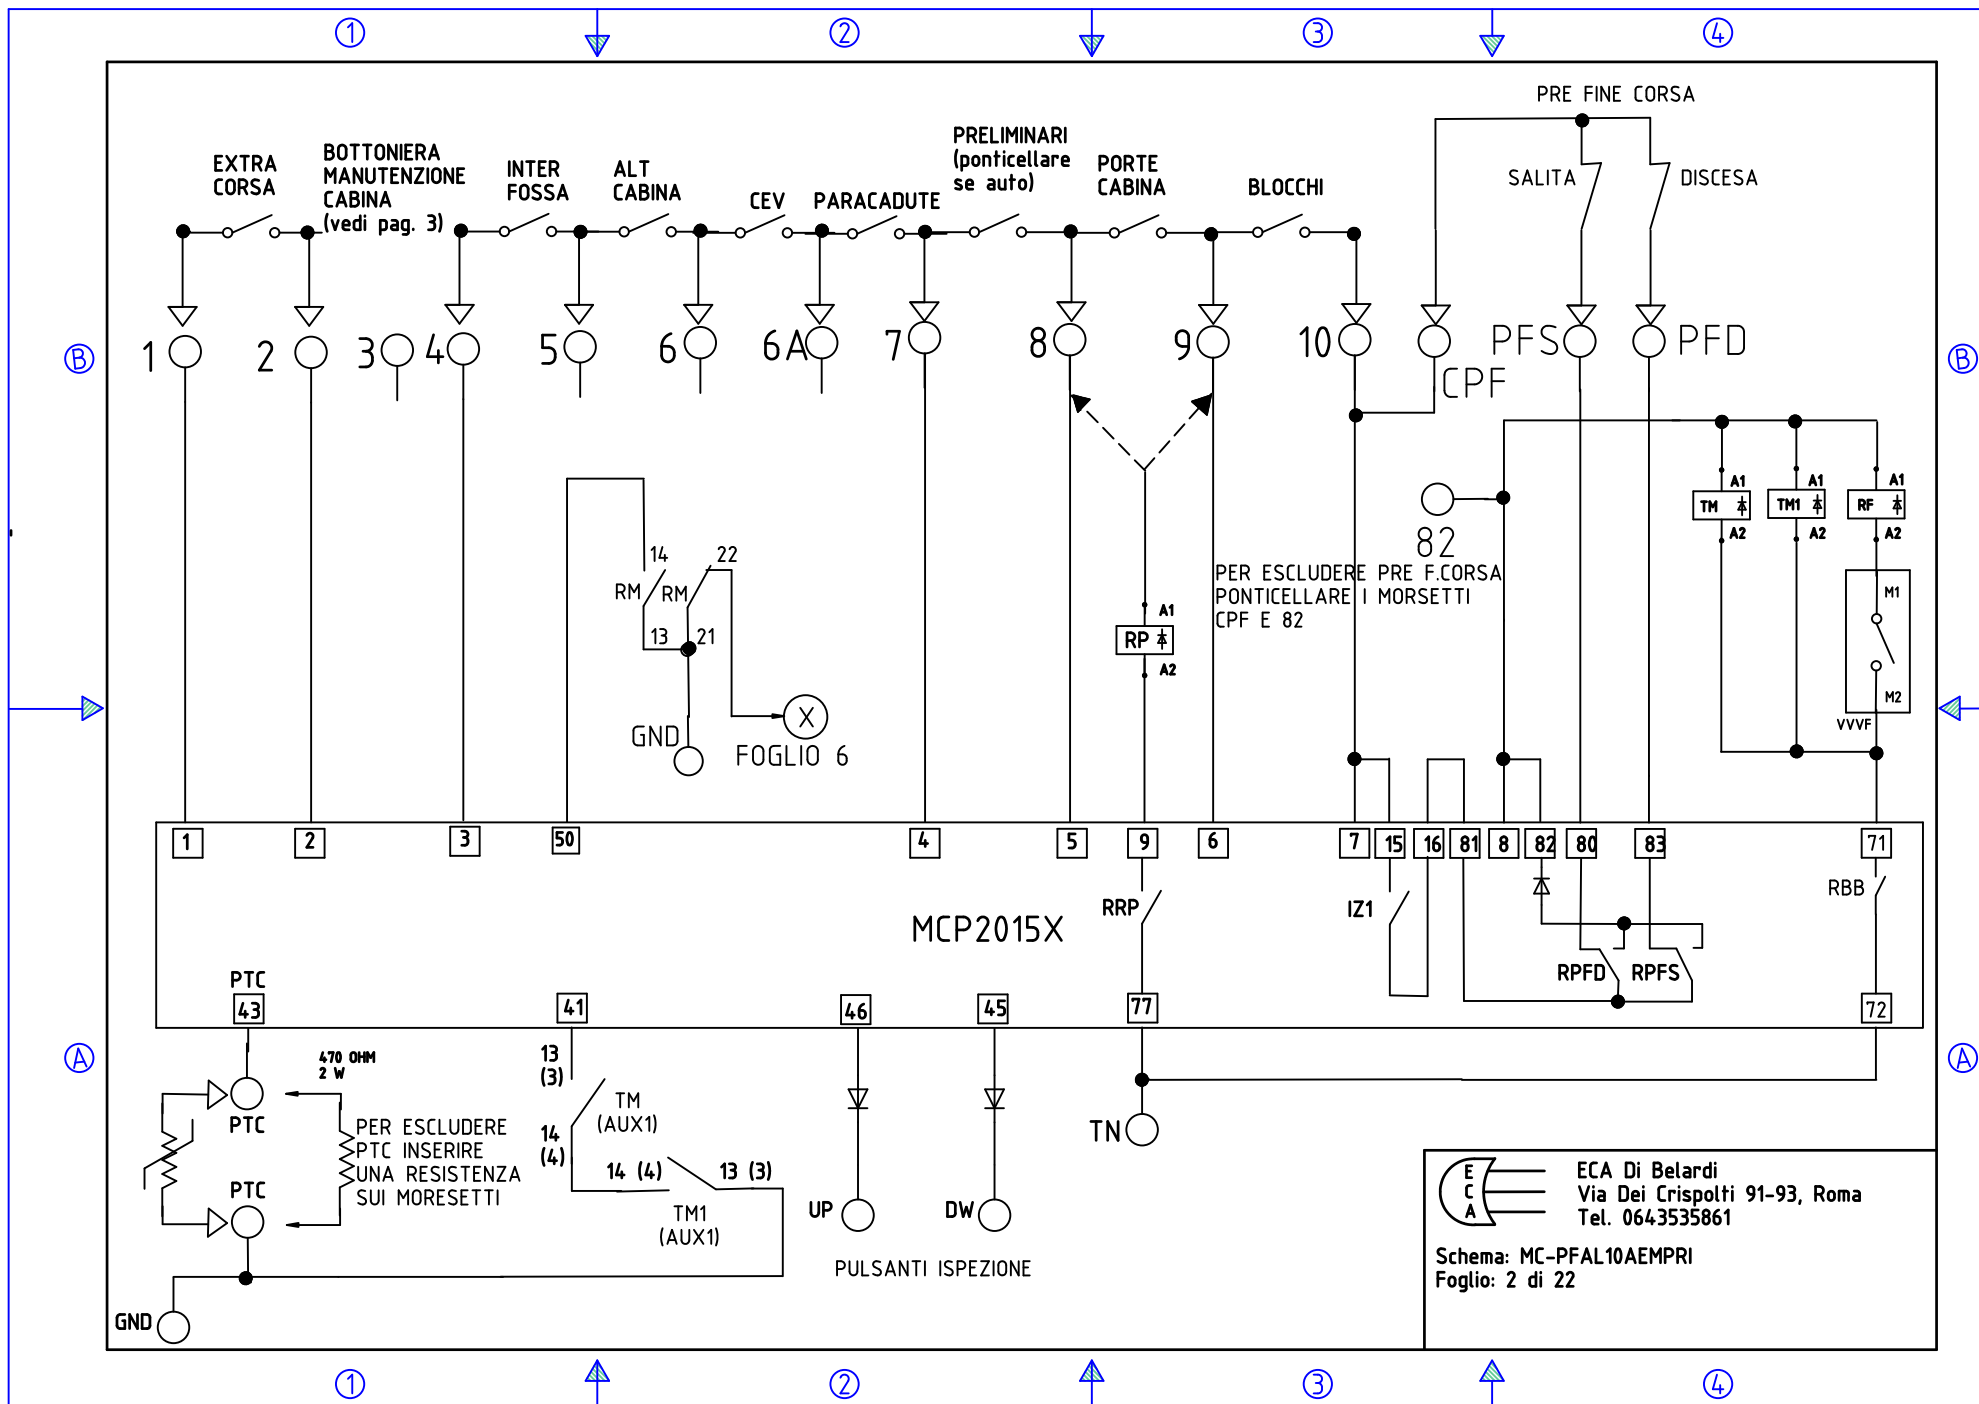 1
2
3
4
PRE FINE CORSA
EXTRA
CORSA
BOTTONIERA
MANUTENZIONE
CABINA
(vedi pag. 3)
INTER
FOSSA
ALT
CABINA
CEV
PARACADUTE
PRELIMINARI
(ponticellare
se auto)
PORTE
CABINA
BLOCCHI
SALITA
DISCESA
B
1
2
3
4
5
6
6A
7
8
9
10
CPF
PFS
PFD
B
82
PER ESCLUDERE PRE F.CORSA
PONTICELLARE I MORSETTI
CPF E 82
A1
TM
A2
A1
TM1
A2
A1
RF
A2
M1
M2
VVVF
14
22
RM
RM
13
21
GND
X
FOGLIO 6
A1
RP
A2
1
2
3
50
4
5
9
6
7
15
16
81
8
82
80
83
71
MCP2015X
RRP
IZ1
RPFD
RPFS
RBB
PTC
43
41
46
45
77
72
A
A
470 OHM
2 W
PTC
PER ESCLUDERE
PTC INSERIRE
UNA RESISTENZA
SUI MORESETTI
PTC
GND
13
(3)
TM
(AUX1)
14
(4)
14 (4)
13 (3)
TM1
(AUX1)
UP
DW
PULSANTI ISPEZIONE
TN
E
C
A
ECA Di Belardi
Via Dei Crispolti 91-93, Roma
Tel. 0643535861
Schema: MC-PFAL10AEMPRI
Foglio: 2 di 22
1
2
3
4